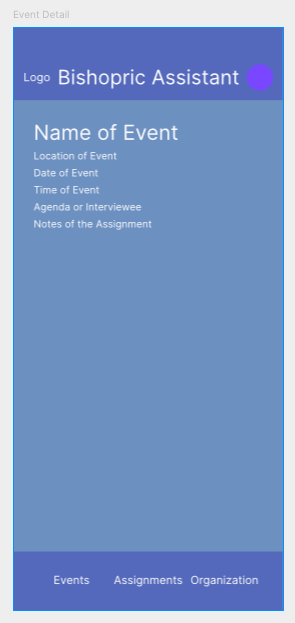 Event Detail
Logo Bishopric Assistant
Name of Event
Location of Event
Date of Event
Time of Event
Agenda or Interviewee
Notes of the Assignment
Events Assignments Organization